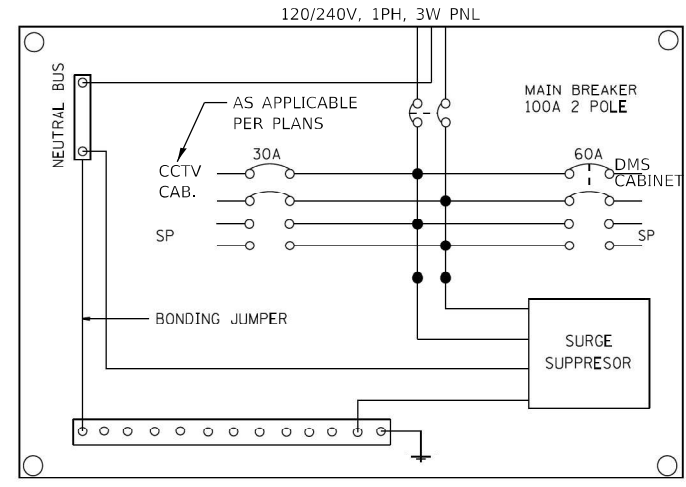 120/240V, 1PH, 3W PNL
NEUTRAL BUS
AS APPLICABLE
PER PLANS
MAIN BREAKER
100A 2 POLE
30A
60A
CCTV
CAB.
DMS
CABINET
SP
SP
BONDING JUMPER
SURGE
SUPPRESOR